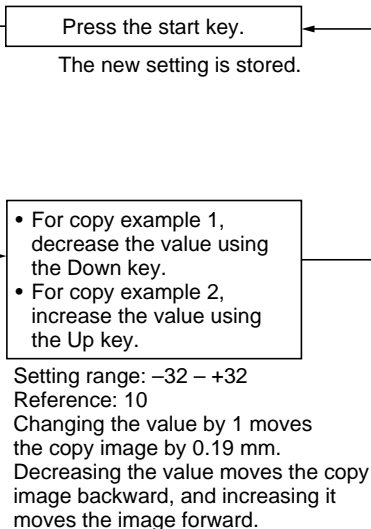 Press the start key.
The new setting is stored.
• For copy example 1,
decrease the value using
the Down key.
• For copy example 2,
increase the value using
the Up key.
Setting range: –32 – +32
Reference: 10
Changing the value by 1 moves
the copy image by 0.19 mm.
Decreasing the value moves the copy
image backward, and increasing it
moves the image forward.